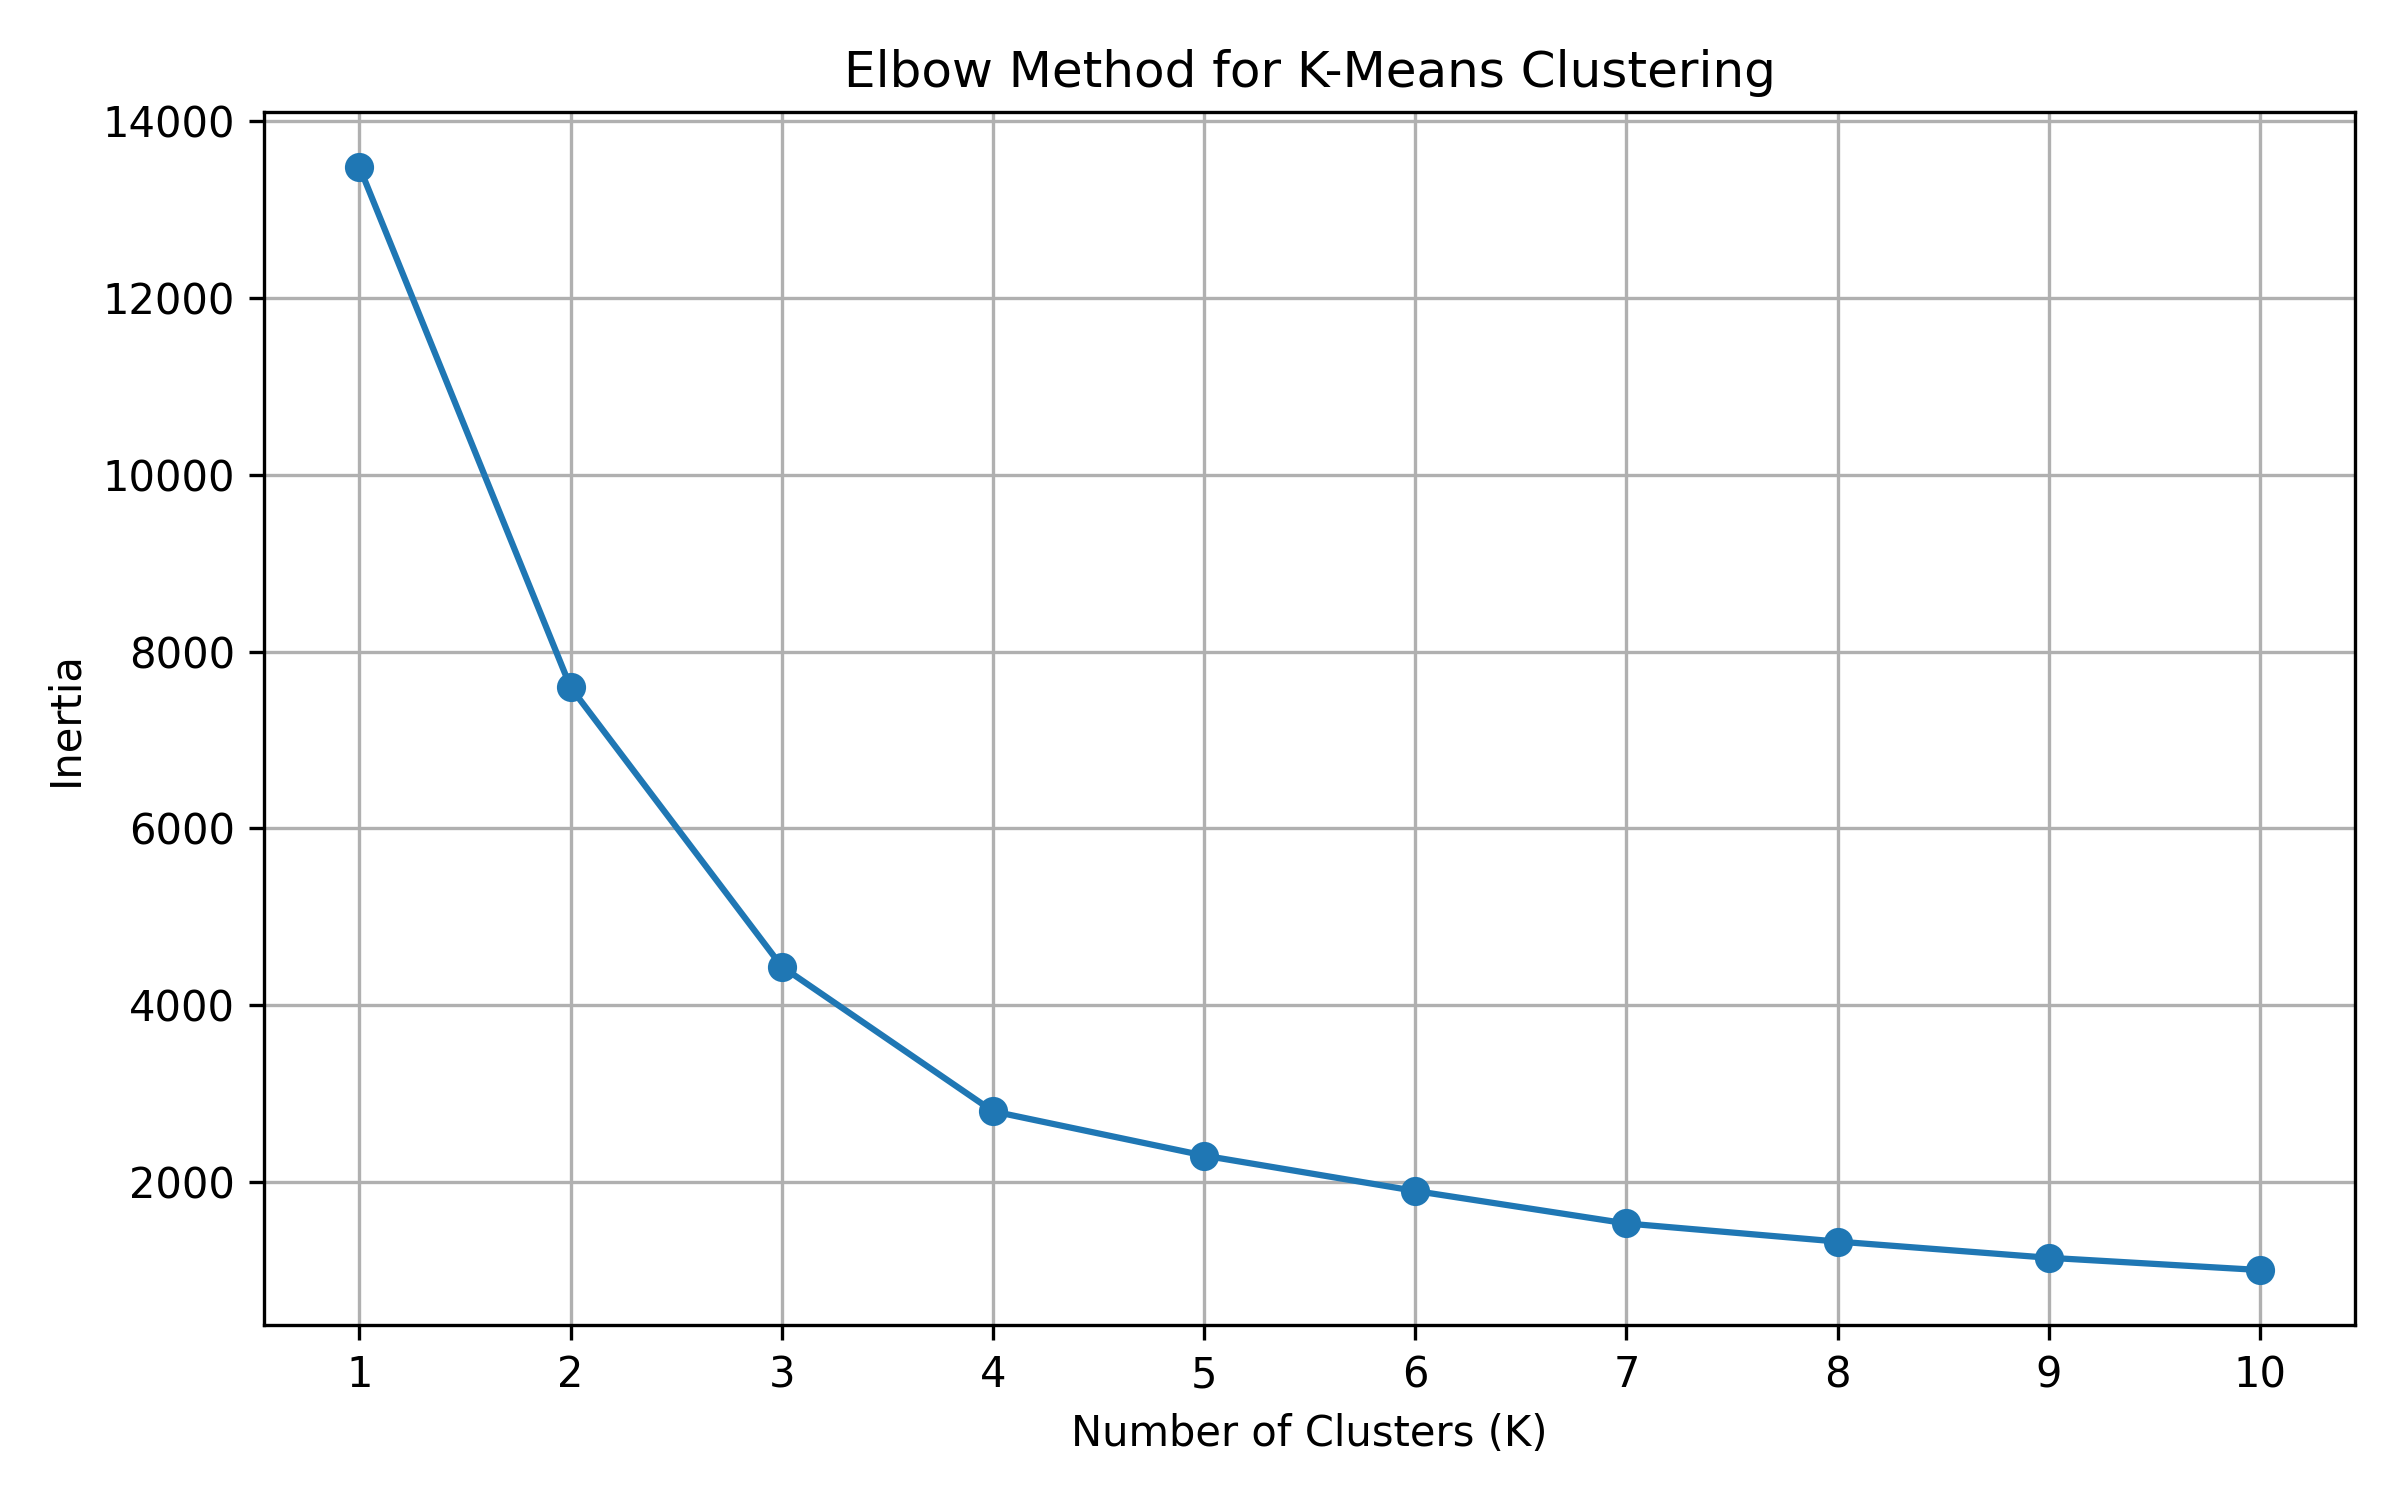 Elbow Method for K-Means Clustering
14000
12000
10000
8000
6000
4000
2000
Inertia
1 2 3 4 5 6 7 8 9 10
Number of Clusters (K)